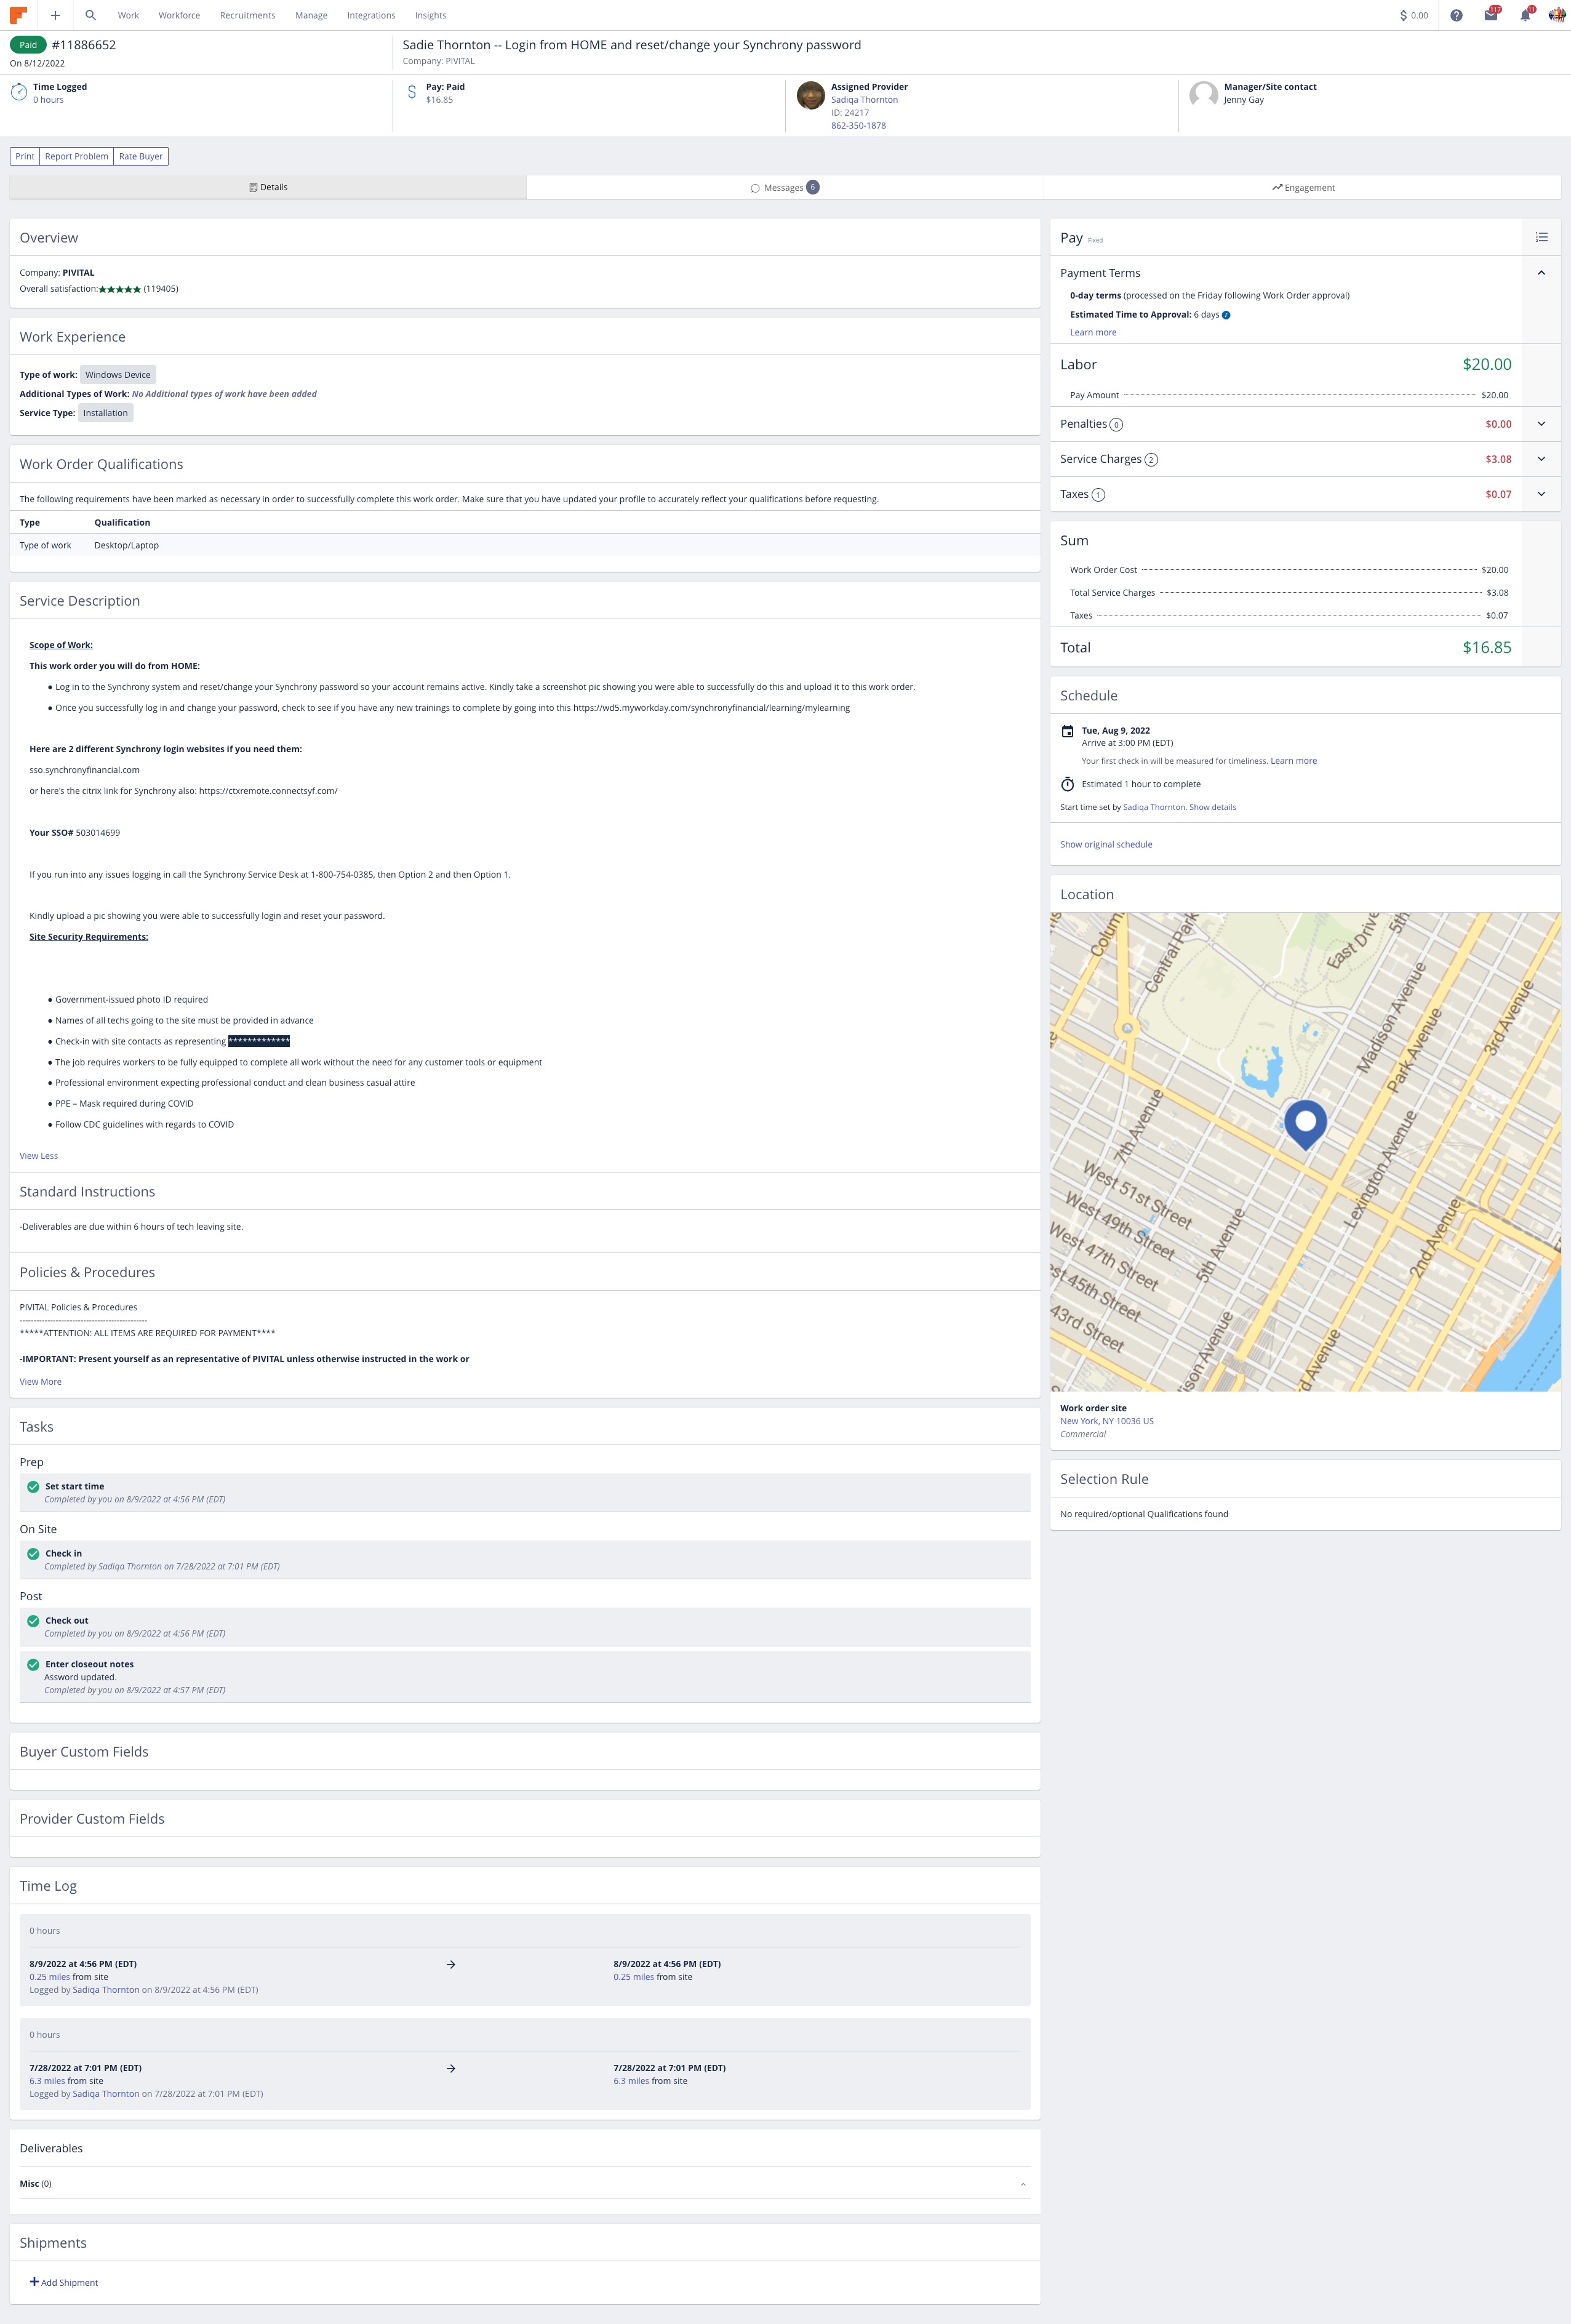 Work
Workforce
Recruitments
Manage
Integrations
Insights
$ 0.00
117
11
Paid #11886652
On 8/12/2022
Sadie Thornton -- Login from HOME and reset/change your Synchrony password
Company: PIVITAL
Time Logged
0 hours
Pay: Paid
$16.85
Assigned Provider
Sadiqa Thornton
ID: 24217
862-350-1878
Manager/Site contact
Jenny Gay
Print
Report Problem
Rate Buyer
Details
Messages 6
Engagement
Overview
Company: PIVITAL
Overall satisfaction:★★★★★ (119405)
Work Experience
Type of work: Windows Device
Additional Types of Work: No Additional types of work have been added
Service Type: Installation
Work Order Qualifications
The following requirements have been marked as necessary in order to successfully complete this work order. Make sure that you have updated your profile to accurately reflect your qualifications before requesting.
Type Qualification
Type of work Desktop/Laptop
Service Description
Scope of Work:
This work order you will do from HOME:
● Log in to the Synchrony system and reset/change your Synchrony password so your account remains active. Kindly take a screenshot pic showing you were able to successfully do this and upload it to this work order.
● Once you successfully log in and change your password, check to see if you have any new trainings to complete by going into this https://wd5.myworkday.com/synchronyfinancial/learning/mylearning
Here are 2 different Synchrony login websites if you need them:
sso.synchronyfinancial.com
or here's the citrix link for Synchrony also: https://ctxremote.connectsyf.com/
Your SSO# 503014699
If you run into any issues logging in call the Synchrony Service Desk at 1-800-754-0385, then Option 2 and then Option 1.
Kindly upload a pic showing you were able to successfully login and reset your password.
Site Security Requirements:
● Government-issued photo ID required
● Names of all techs going to the site must be provided in advance
● Check-in with site contacts as representing *************
● The job requires workers to be fully equipped to complete all work without the need for any customer tools or equipment
● Professional environment expecting professional conduct and clean business casual attire
● PPE – Mask required during COVID
● Follow CDC guidelines with regards to COVID
View Less
Standard Instructions
-Deliverables are due within 6 hours of tech leaving site.
Policies & Procedures
PIVITAL Policies & Procedures
----------------------------------------------
*****ATTENTION: ALL ITEMS ARE REQUIRED FOR PAYMENT****
-IMPORTANT: Present yourself as an representative of PIVITAL unless otherwise instructed in the work or
View More
Tasks
Prep
Set start time
Completed by you on 8/9/2022 at 4:56 PM (EDT)
On Site
Check in
Completed by Sadiqa Thornton on 7/28/2022 at 7:01 PM (EDT)
Post
Check out
Completed by you on 8/9/2022 at 4:56 PM (EDT)
Enter closeout notes
Assword updated.
Completed by you on 8/9/2022 at 4:57 PM (EDT)
Buyer Custom Fields
Provider Custom Fields
Time Log
0 hours
8/9/2022 at 4:56 PM (EDT) → 8/9/2022 at 4:56 PM (EDT)
0.25 miles from site 0.25 miles from site
Logged by Sadiqa Thornton on 8/9/2022 at 4:56 PM (EDT)
0 hours
7/28/2022 at 7:01 PM (EDT) → 7/28/2022 at 7:01 PM (EDT)
6.3 miles from site 6.3 miles from site
Logged by Sadiqa Thornton on 7/28/2022 at 7:01 PM (EDT)
Deliverables
Misc (0)
Shipments
+ Add Shipment
Pay Fixed
Payment Terms
0-day terms (processed on the Friday following Work Order approval)
Estimated Time to Approval: 6 days
Learn more
Labor $20.00
Pay Amount $20.00
Penalties 0 $0.00
Service Charges 2 $3.08
Taxes 1 $0.07
Sum
Work Order Cost $20.00
Total Service Charges $3.08
Taxes $0.07
Total $16.85
Schedule
Tue, Aug 9, 2022
Arrive at 3:00 PM (EDT)
Your first check in will be measured for timeliness. Learn more
Estimated 1 hour to complete
Start time set by Sadiqa Thornton. Show details
Show original schedule
Location
Colum
Central Park
East Drive
5th
Madison Avenue
Park Avenue
3rd Avenue
7th Avenue
West 51st Street
West 49th Street
West 47th Street
st 45th Street
43rd Street
5th Avenue
Lexington Avenue
2nd Avenue
ison Avenue
rd Avenue
Work order site
New York, NY 10036 US
Commercial
Selection Rule
No required/optional Qualifications found